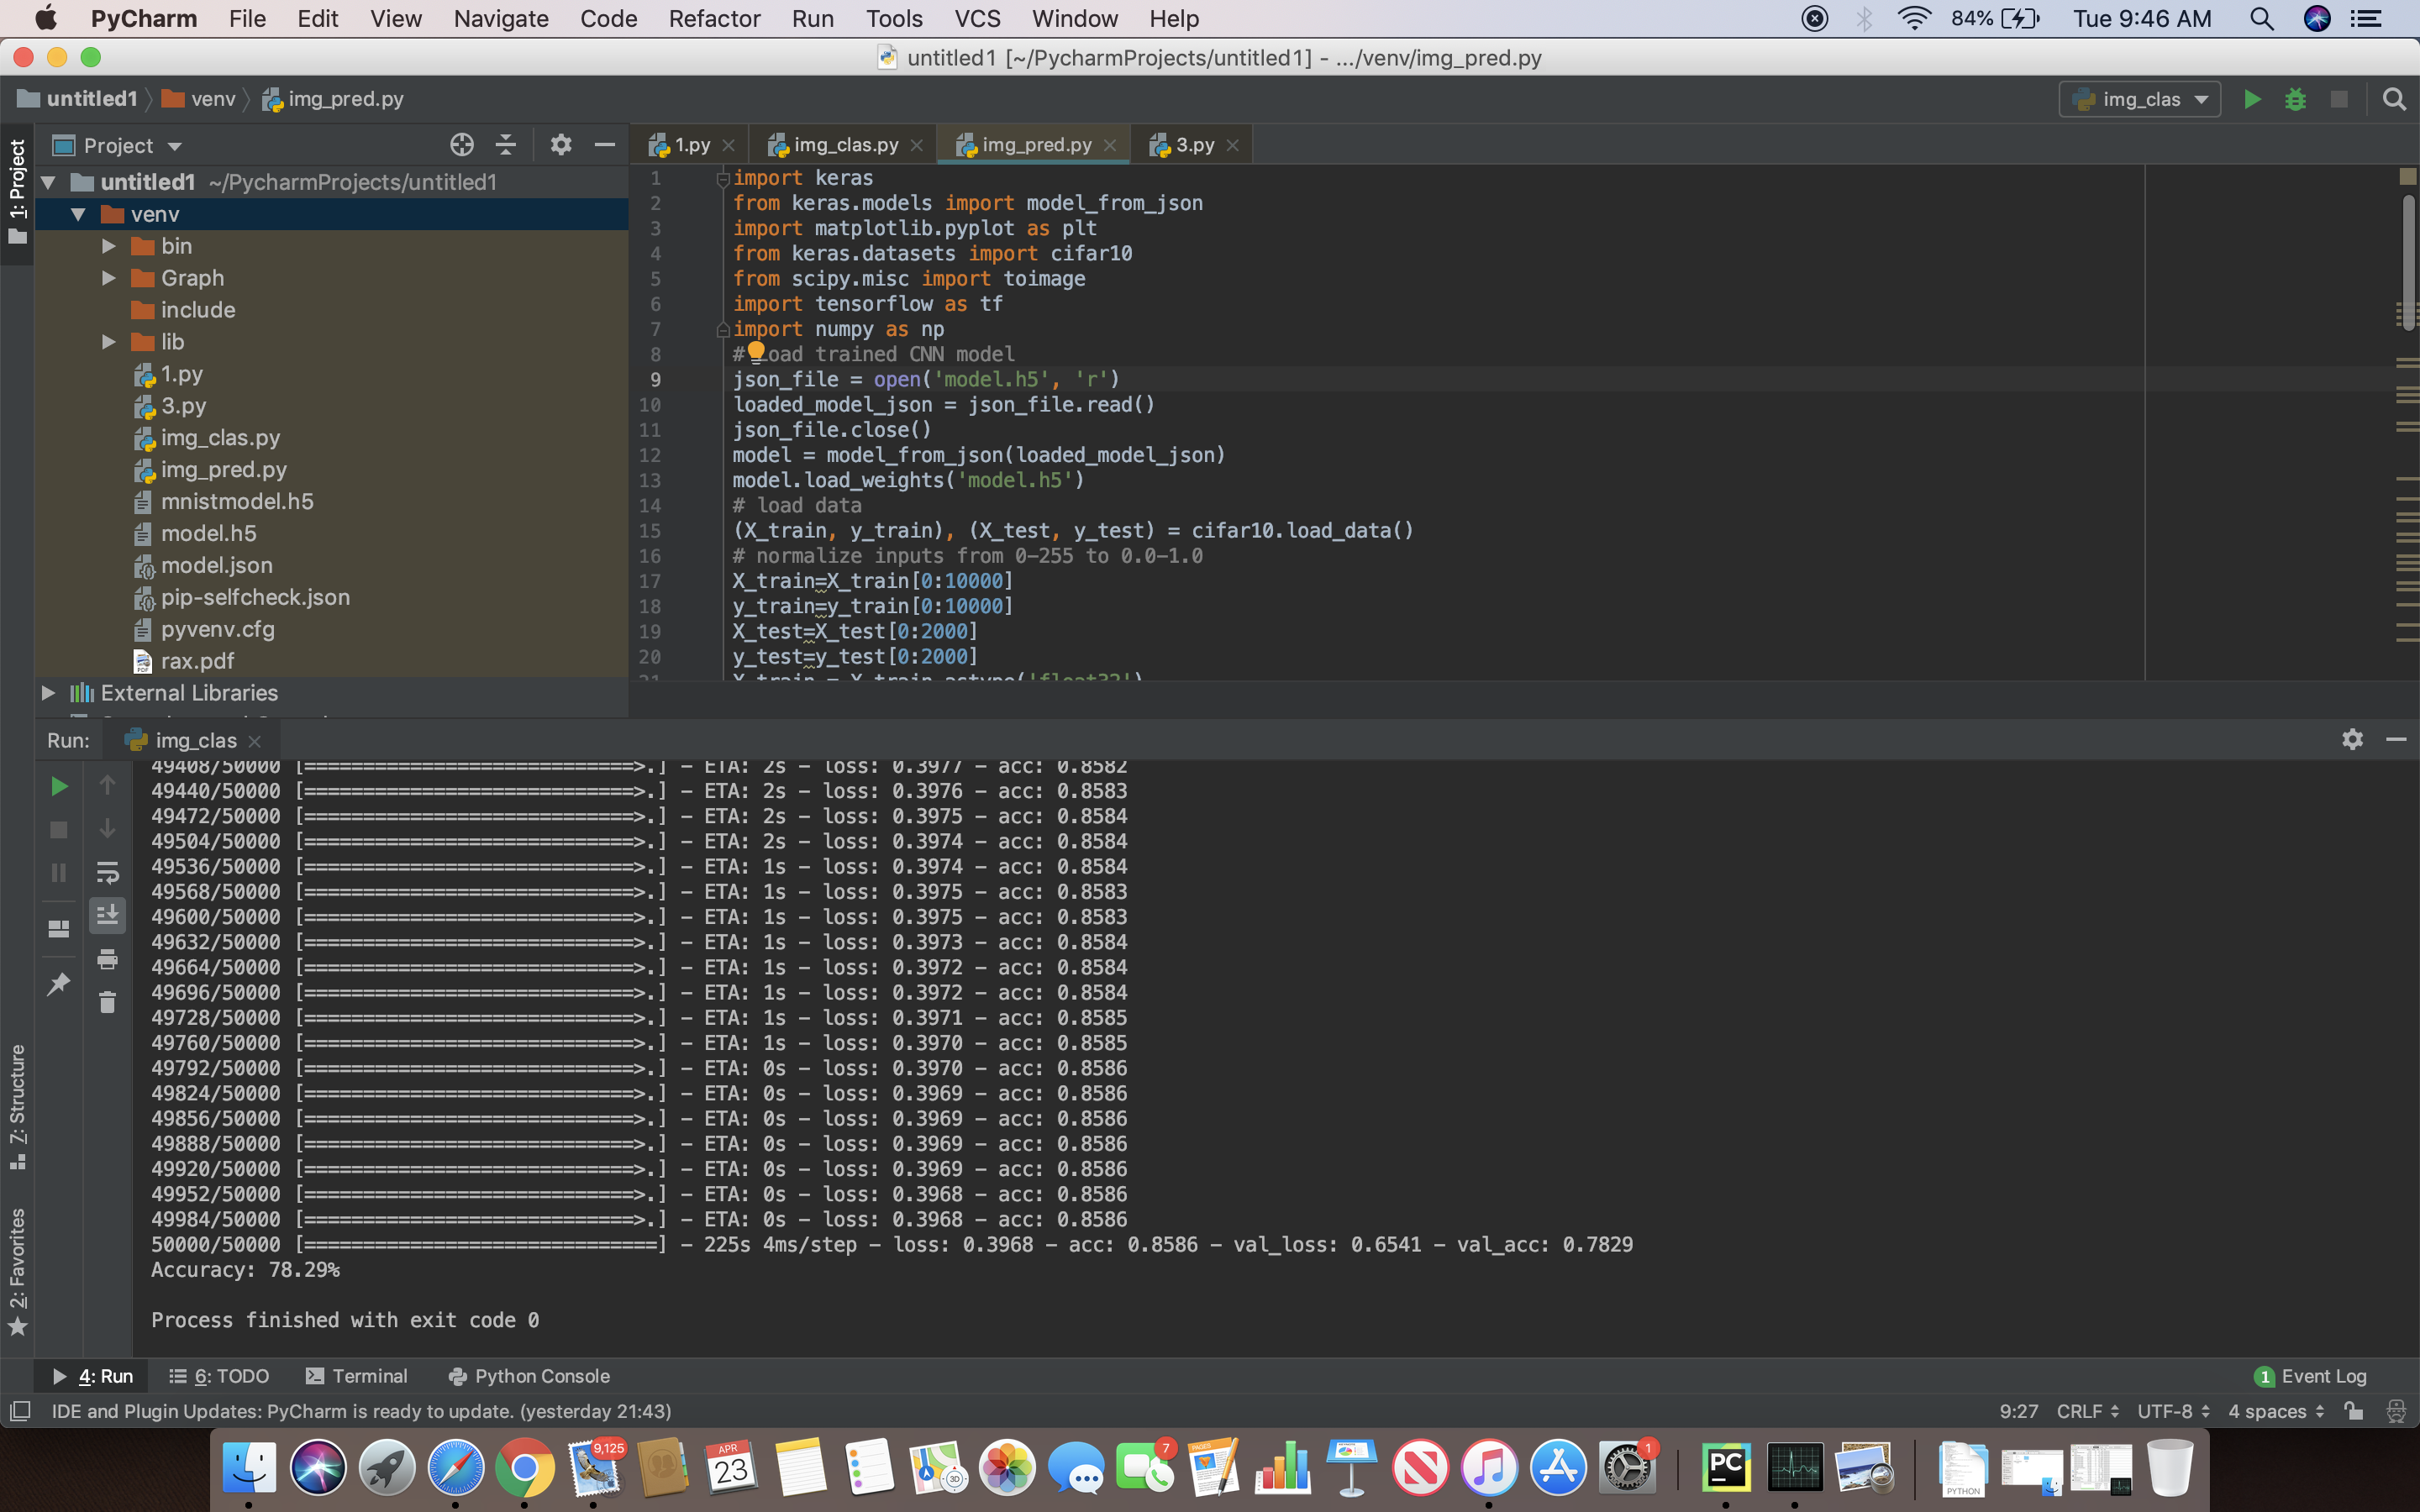 PyCharm File Edit View Navigate Code Refactor Run Tools VCS Window Help 84% Tue 9:46 AM
untitled1 [~/PycharmProjects/untitled1] - .../venv/img_pred.py
untitled1 venv img_pred.py img_clas
1: Project
Project
1.py img_clas.py img_pred.py 3.py
untitled1 ~/PycharmProjects/untitled1
venv
bin
Graph
include
lib
1.py
3.py
img_clas.py
img_pred.py
mnistmodel.h5
model.h5
model.json
pip-selfcheck.json
pyvenv.cfg
rax.pdf
External Libraries
1 import keras
2 from keras.models import model_from_json
3 import matplotlib.pyplot as plt
4 from keras.datasets import cifar10
5 from scipy.misc import toimage
6 import tensorflow as tf
7 import numpy as np
8 # load trained CNN model
9 json_file = open('model.h5', 'r')
10 loaded_model_json = json_file.read()
11 json_file.close()
12 model = model_from_json(loaded_model_json)
13 model.load_weights('model.h5')
14 # load data
15 (X_train, y_train), (X_test, y_test) = cifar10.load_data()
16 # normalize inputs from 0-255 to 0.0-1.0
17 X_train=X_train[0:10000]
18 y_train=y_train[0:10000]
19 X_test=X_test[0:2000]
20 y_test=y_test[0:2000]
21 X_train = X_train.astype('float32')
Run: img_clas
49408/50000 [============================>.] - ETA: 2s - loss: 0.3977 - acc: 0.8582
49440/50000 [============================>.] - ETA: 2s - loss: 0.3976 - acc: 0.8583
49472/50000 [============================>.] - ETA: 2s - loss: 0.3975 - acc: 0.8584
49504/50000 [============================>.] - ETA: 2s - loss: 0.3974 - acc: 0.8584
49536/50000 [============================>.] - ETA: 1s - loss: 0.3974 - acc: 0.8584
49568/50000 [============================>.] - ETA: 1s - loss: 0.3975 - acc: 0.8583
49600/50000 [============================>.] - ETA: 1s - loss: 0.3975 - acc: 0.8583
49632/50000 [============================>.] - ETA: 1s - loss: 0.3973 - acc: 0.8584
49664/50000 [============================>.] - ETA: 1s - loss: 0.3972 - acc: 0.8584
49696/50000 [============================>.] - ETA: 1s - loss: 0.3972 - acc: 0.8584
49728/50000 [============================>.] - ETA: 1s - loss: 0.3971 - acc: 0.8585
49760/50000 [============================>.] - ETA: 1s - loss: 0.3970 - acc: 0.8585
49792/50000 [============================>.] - ETA: 0s - loss: 0.3970 - acc: 0.8586
49824/50000 [============================>.] - ETA: 0s - loss: 0.3969 - acc: 0.8586
49856/50000 [============================>.] - ETA: 0s - loss: 0.3969 - acc: 0.8586
49888/50000 [============================>.] - ETA: 0s - loss: 0.3969 - acc: 0.8586
49920/50000 [============================>.] - ETA: 0s - loss: 0.3969 - acc: 0.8586
49952/50000 [============================>.] - ETA: 0s - loss: 0.3968 - acc: 0.8586
49984/50000 [============================>.] - ETA: 0s - loss: 0.3968 - acc: 0.8586
50000/50000 [==============================] - 225s 4ms/step - loss: 0.3968 - acc: 0.8586 - val_loss: 0.6541 - val_acc: 0.7829
Accuracy: 78.29%
Process finished with exit code 0
7: Structure
2: Favorites
4: Run 6: TODO Terminal Python Console 1 Event Log
IDE and Plugin Updates: PyCharm is ready to update. (yesterday 21:43) 9:27 CRLF UTF-8 4 spaces
9,125
APR
23
3D
7
PAGES
1
PC
PYTHON